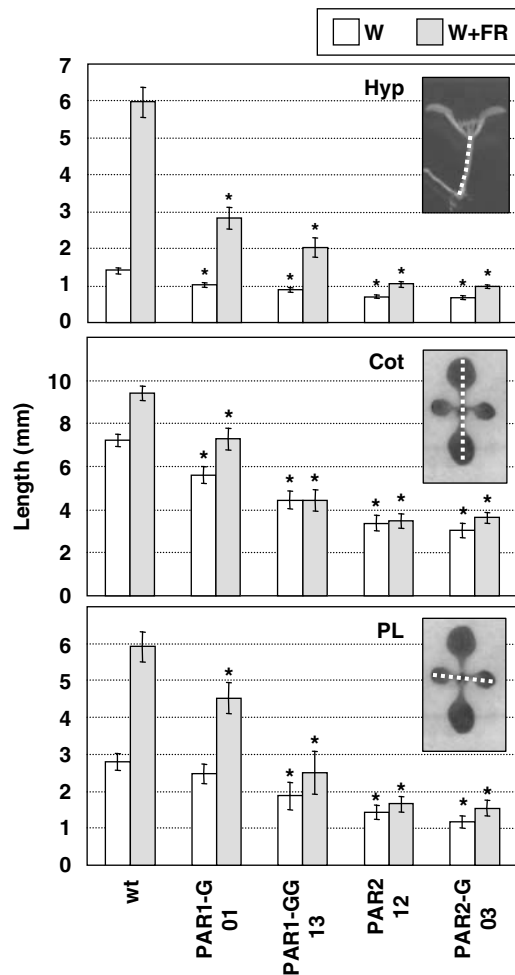 W W+FR
Hyp
7
6
5
4
3
2
1
0
* * * * * * * *
Cot
10
8
6
4
2
0
* * * * * * * *
Length (mm)
PL
6
5
4
3
2
1
0
* * * * * * *
wt
PAR1-G
01
PAR1-GG
13
PAR2
12
PAR2-G
03